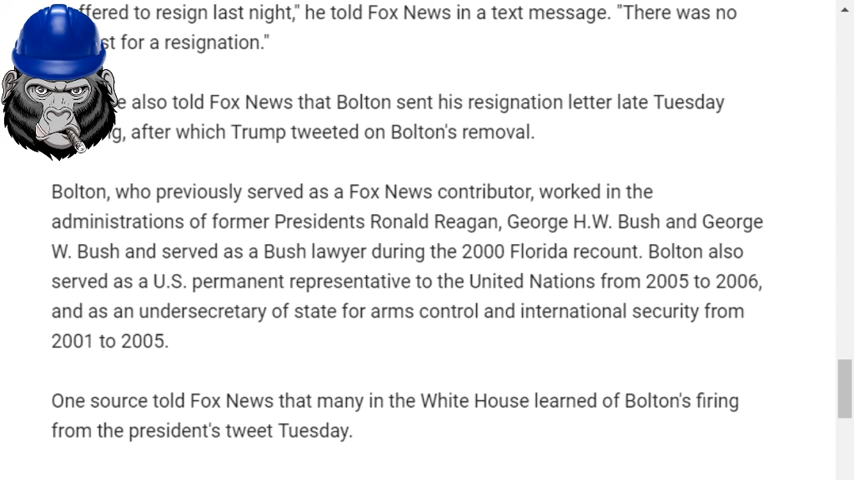 ffered to resign last night," he told Fox News in a text message. "There was no
st for a resignation."
e also told Fox News that Bolton sent his resignation letter late Tuesday
g, after which Trump tweeted on Bolton's removal.
Bolton, who previously served as a Fox News contributor, worked in the
administrations of former Presidents Ronald Reagan, George H.W. Bush and George
W. Bush and served as a Bush lawyer during the 2000 Florida recount. Bolton also
served as a U.S. permanent representative to the United Nations from 2005 to 2006,
and as an undersecretary of state for arms control and international security from
2001 to 2005.
One source told Fox News that many in the White House learned of Bolton's firing
from the president's tweet Tuesday.